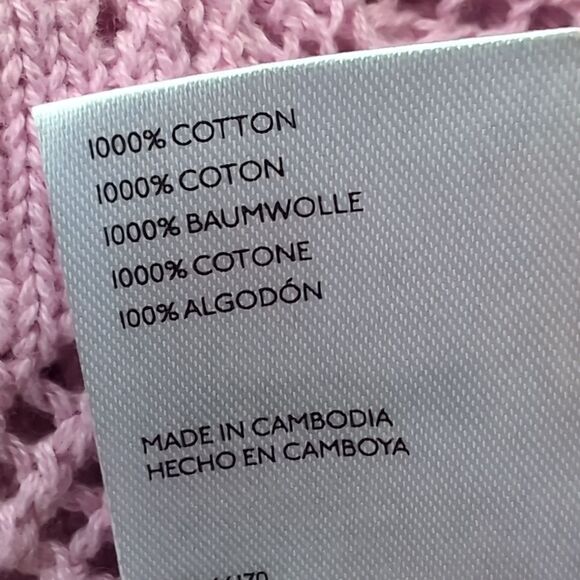 1000% COTTON
1000% COTON
1000% BAUMWOLLE
1000% COTONE
100% ALGODÓN
MADE IN CAMBODIA
HECHO EN CAMBOYA